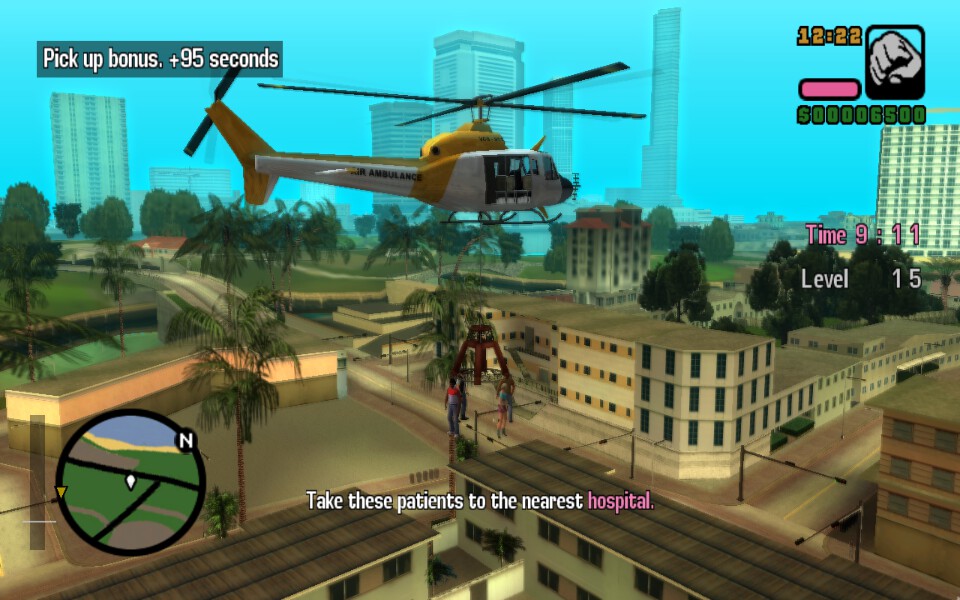 Pick up bonus. +95 seconds
12:22
$00006500
AIR AMBULANCE
Time 9:11
Level 15
N
Take these patients to the nearest hospital.